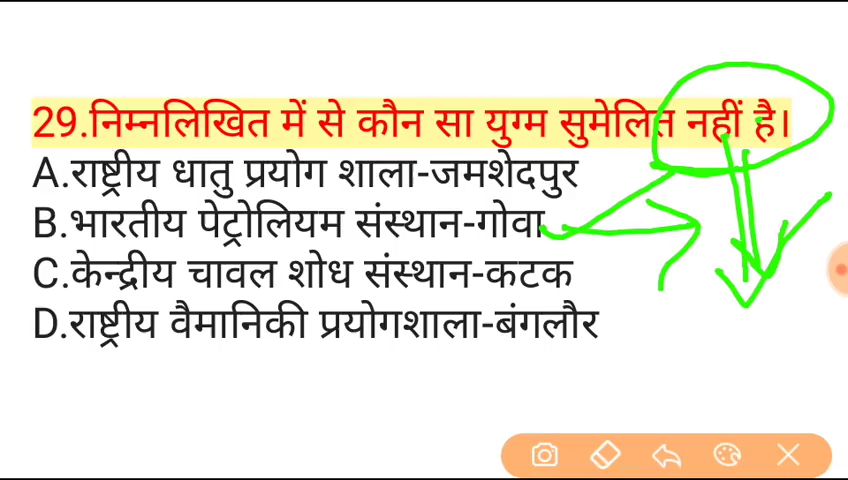 29.निम्नलिखित में से कौन सा युग्म सुमेलित नहीं है।
A.राष्ट्रीय धातु प्रयोग शाला-जमशेदपुर
B.भारतीय पेट्रोलियम संस्थान-गोवा
C.केन्द्रीय चावल शोध संस्थान-कटक
D.राष्ट्रीय वैमानिकी प्रयोगशाला-बंगलौर